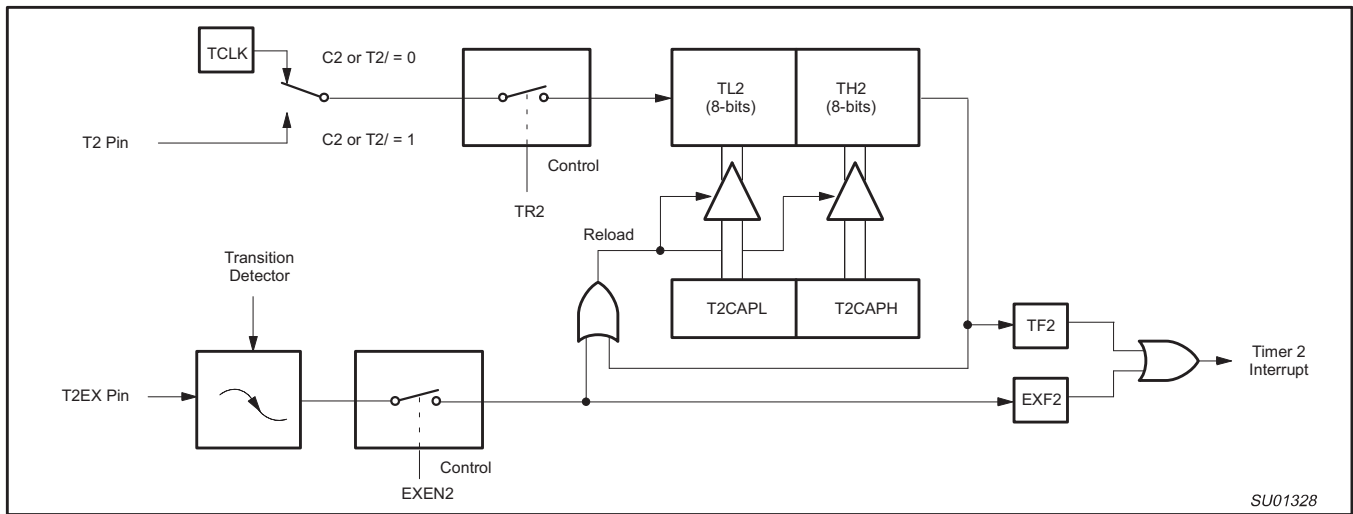 TCLK
C2 or T2/ = 0
T2 Pin
C2 or T2/ = 1
Control
TR2
TL2
(8-bits)
TH2
(8-bits)
Reload
Transition
Detector
T2CAPL
T2CAPH
TF2
Timer 2
Interrupt
T2EX Pin
EXF2
Control
EXEN2
SU01328